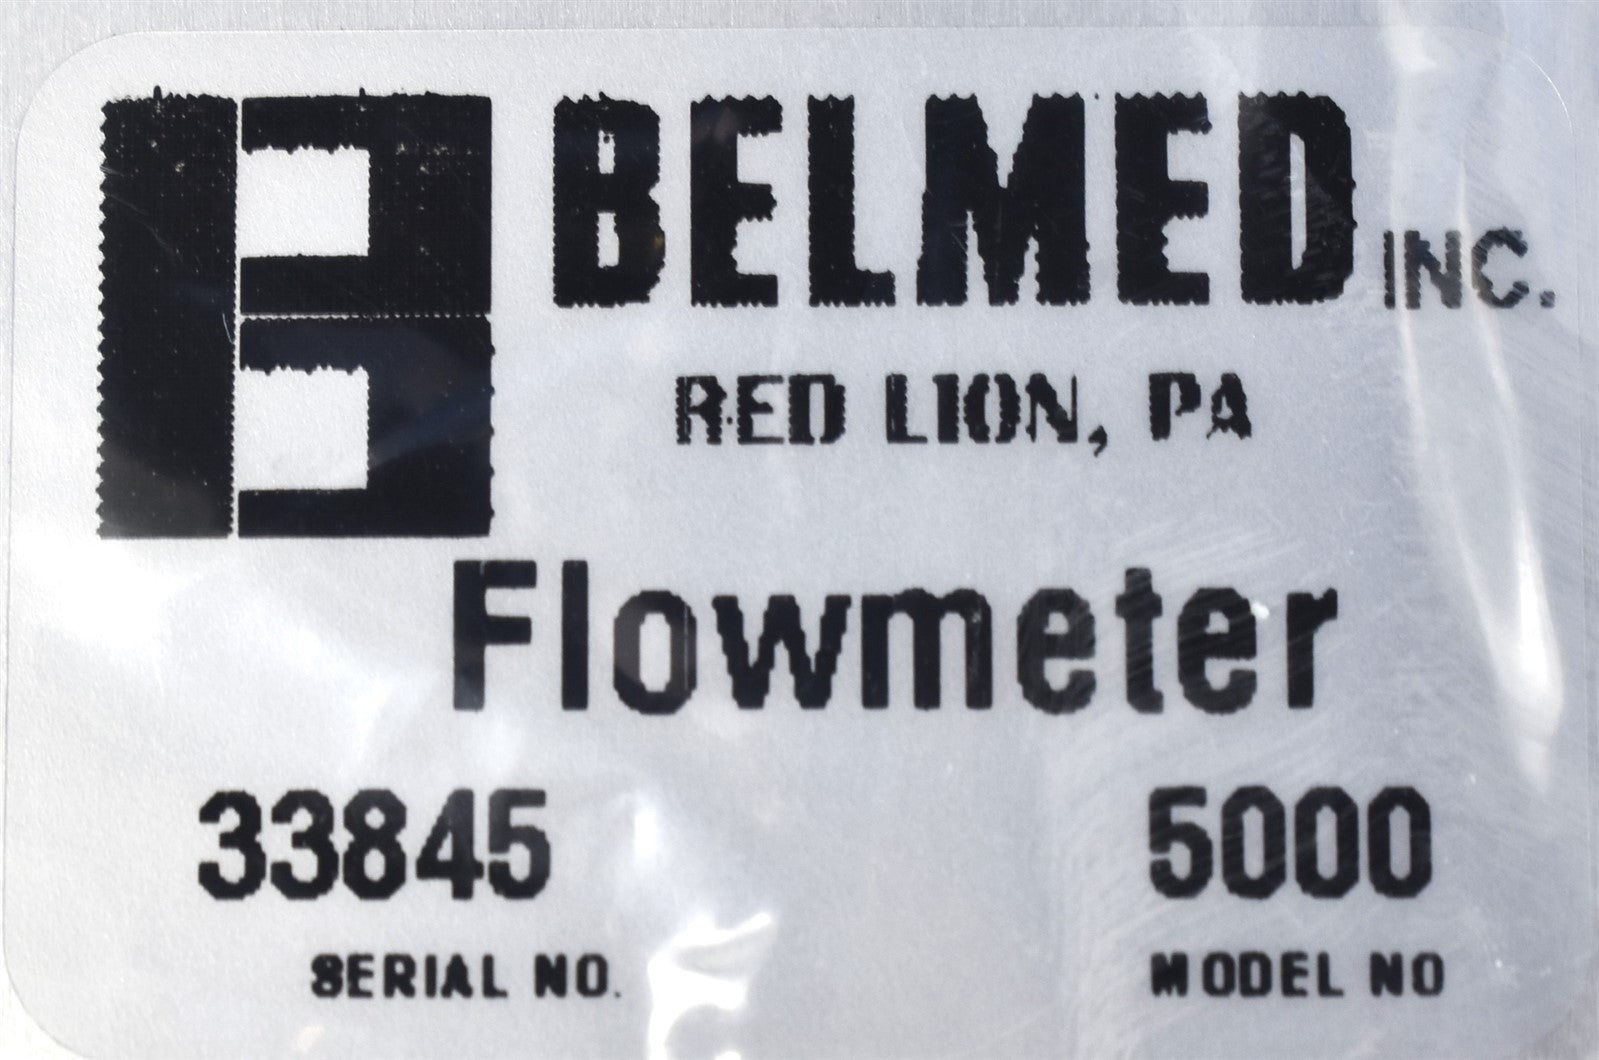 BELMED INC.
RED LION, PA
Flowmeter
33845 5000
SERIAL NO. MODEL NO